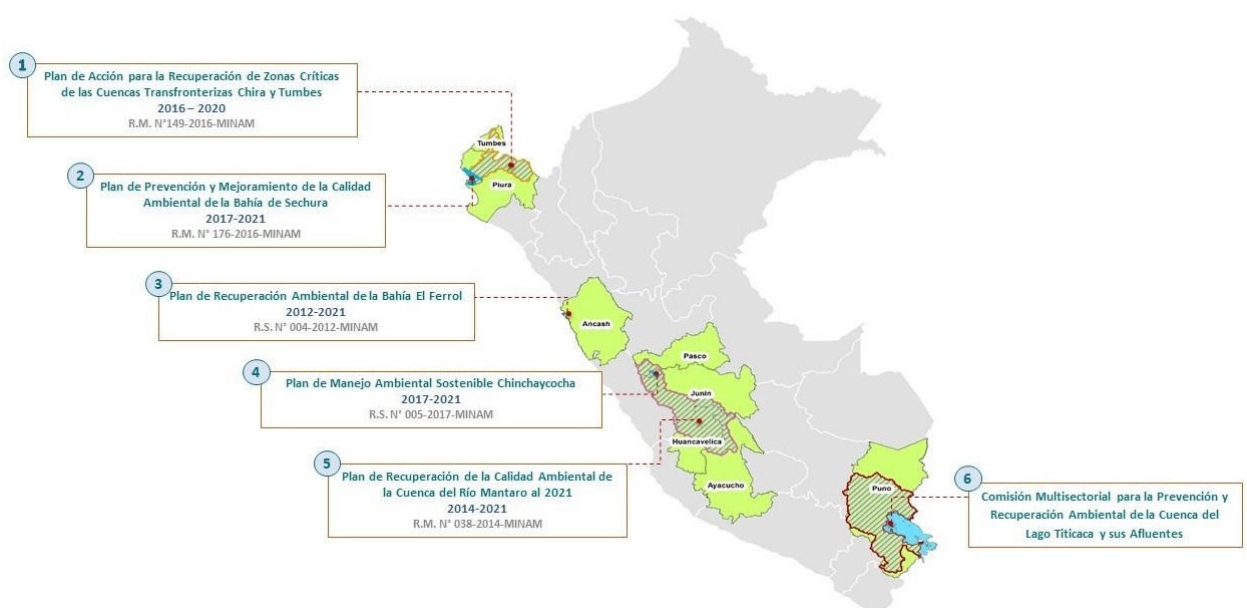 1
Plan de Acción para la Recuperación de Zonas Críticas
de las Cuencas Transfronterizas Chira y Tumbes
2016 – 2020
R.M. N°149-2016-MINAM
Tumbes
Piura
2
Plan de Prevención y Mejoramiento de la Calidad
Ambiental de la Bahía de Sechura
2017-2021
R.M. N° 176-2016-MINAM
3
Plan de Recuperación Ambiental de la Bahía El Ferrol
2012-2021
R.S. N° 004-2012-MINAM
Ancash
Pasco
4
Plan de Manejo Ambiental Sostenible Chinchaycocha
2017-2021
R.S. N° 005-2017-MINAM
Junín
Huancavelica
5
Plan de Recuperación de la Calidad Ambiental de
la Cuenca del Río Mantaro al 2021
2014-2021
R.M. N° 038-2014-MINAM
Ayacucho
Puno
6
Comisión Multisectorial para la Prevención y
Recuperación Ambiental de la Cuenca del
Lago Titicaca y sus Afluentes